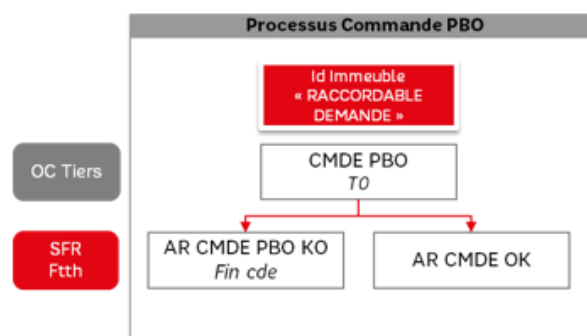 Processus Commande PBO
Id Immeuble
« RACCORDABLE
DEMANDE »
OC Tiers
CMDE PBO
T0
SFR
Ftth
AR CMDE PBO KO
Fin cde
AR CMDE OK